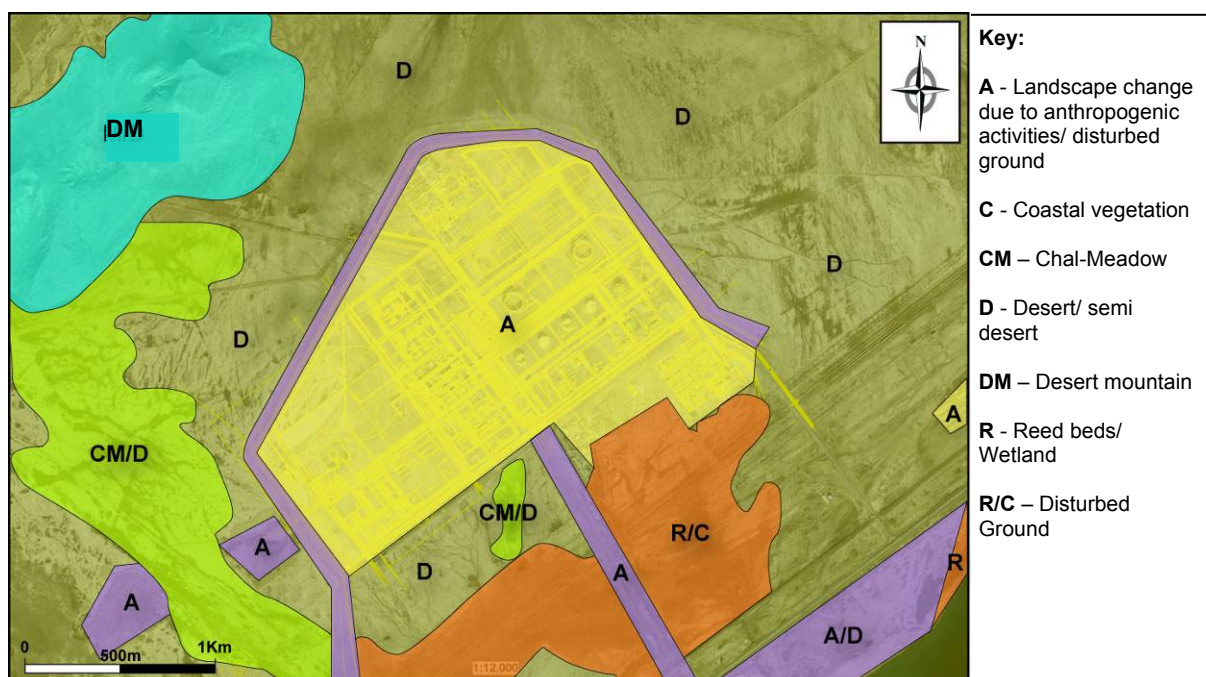 D
N
D
DM
D
D
A
CM/D
CM/D
R/C
A
A
D
A
A
R
A/D
0
500m
1Km
1:12,000
Key:
A - Landscape change
due to anthropogenic
activities/ disturbed
ground
C - Coastal vegetation
CM – Chal-Meadow
D - Desert/ semi
desert
DM – Desert mountain
R - Reed beds/
Wetland
R/C – Disturbed
Ground